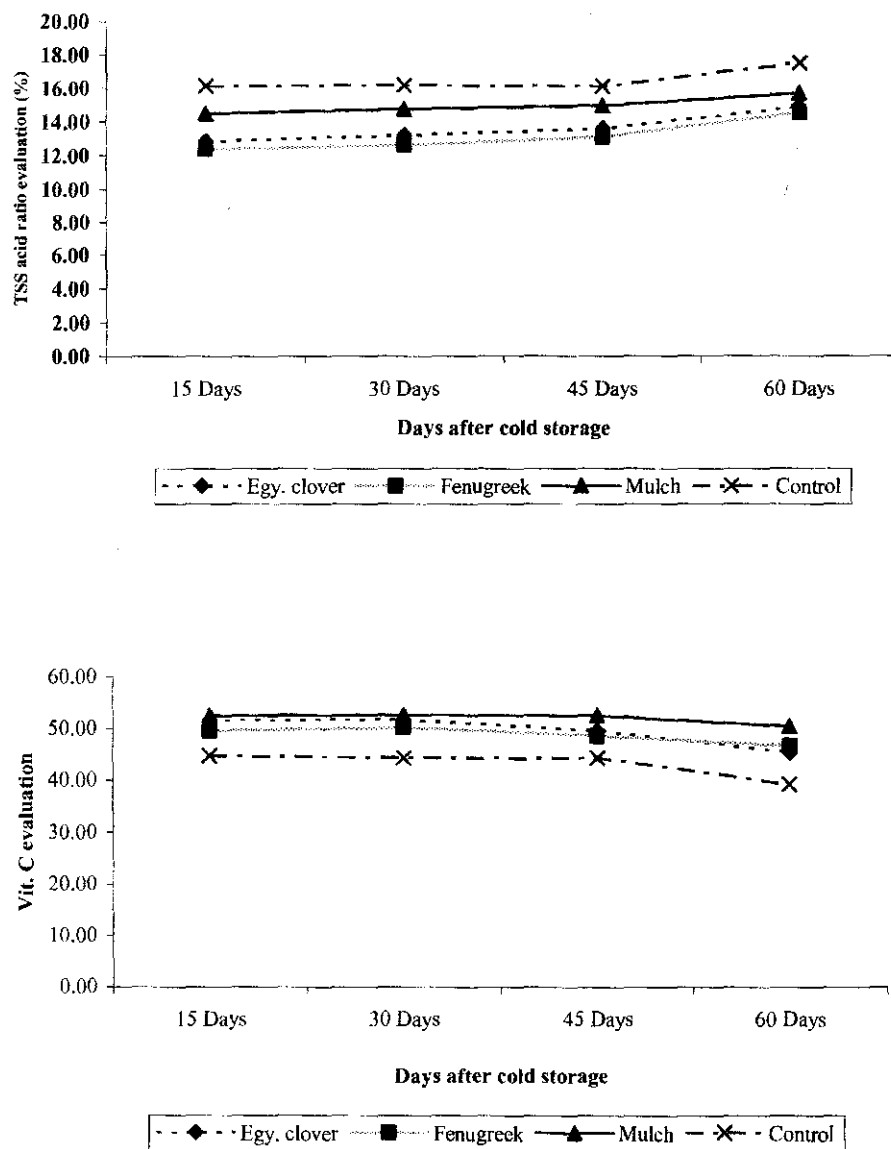 20.00
18.00
16.00
14.00
12.00
10.00
8.00
6.00
4.00
2.00
0.00
TSS acid ratio evaluation (%)
15 Days 30 Days 45 Days 60 Days
Days after cold storage
Egy. clover Fenugreek Mulch Control
60.00
50.00
40.00
30.00
20.00
10.00
0.00
Vit. C evaluation
15 Days 30 Days 45 Days 60 Days
Days after cold storage
Egy. clover Fenugreek Mulch Control